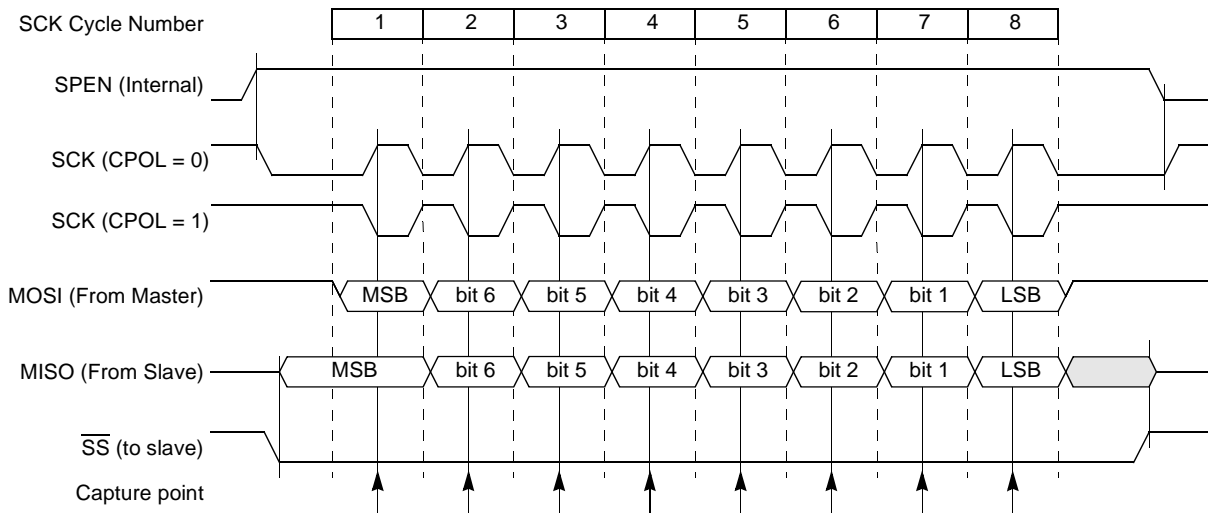 SCK Cycle Number 1 2 3 4 5 6 7 8
SPEN (Internal)
SCK (CPOL = 0)
SCK (CPOL = 1)
MOSI (From Master) MSB bit 6 bit 5 bit 4 bit 3 bit 2 bit 1 LSB
MISO (From Slave) MSB bit 6 bit 5 bit 4 bit 3 bit 2 bit 1 LSB
S̅S̅ (to slave)
Capture point